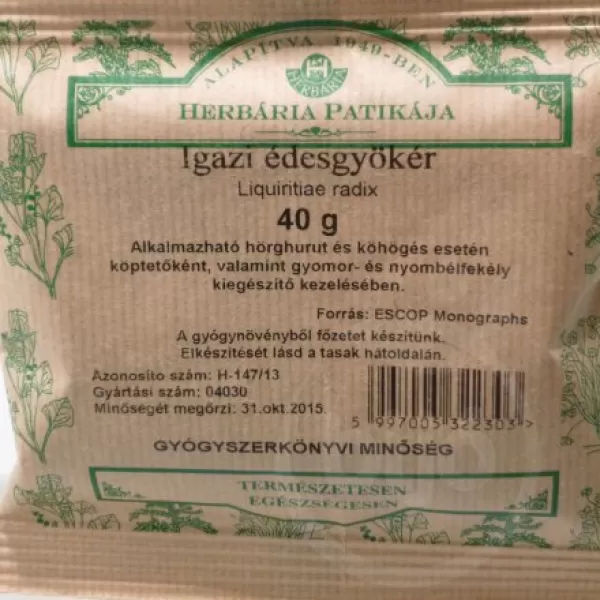 ALAPÍTVA 1949-BEN
HERBÁRIA
HERBÁRIA PATIKÁJA
Igazi édesgyökér
Liquiritiae radix
40 g
Alkalmazható hörghurut és köhögés esetén
köptetőként, valamint gyomor- és nyombélfekély
kiegészítő kezelésében.
Forrás: ESCOP Monographs
A gyógynövényből főzetet készítünk.
Elkészítését lásd a tasak hátoldalán.
Azonosíto szám: H-147/13
Gyártási szám: 04030
Minőségét megőrzi: 31.okt.2015.
5 997005 322303 >
GYÓGYSZERKÖNYVI MINŐSÉG
TERMÉSZETESEN
EGÉSZSÉGESEN